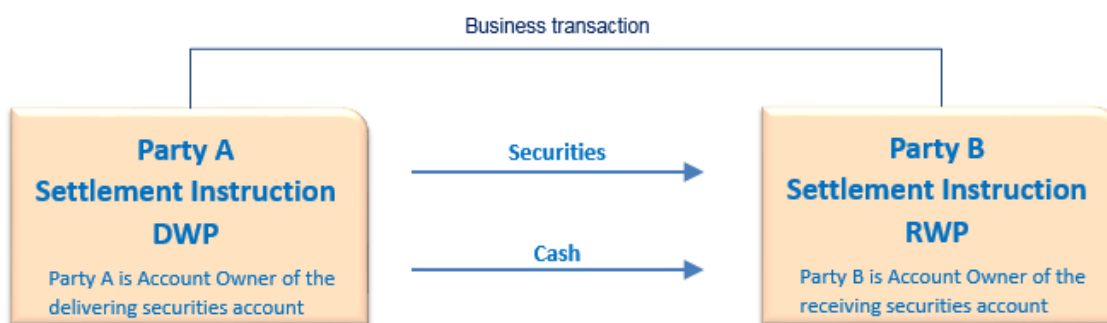 Business transaction
Party A
Settlement Instruction
DWP
Party A is Account Owner of the
delivering securities account
Securities
Cash
Party B
Settlement Instruction
RWP
Party B is Account Owner of the
receiving securities account